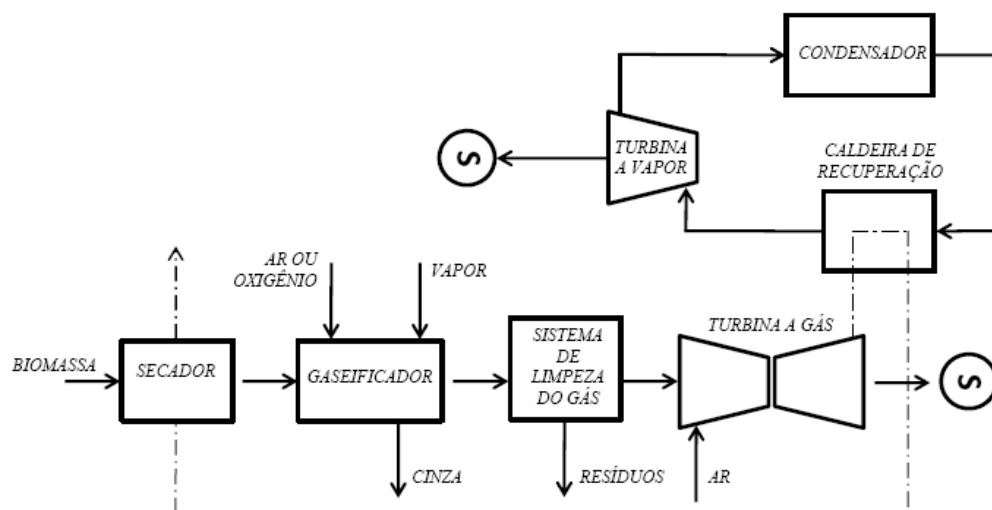 CONDENSADOR
TURBINA
A VAPOR
S
CALDEIRA DE
RECUPERAÇÃO
AR OU
OXIGÊNIO
VAPOR
TURBINA A GÁS
BIOMASSA
SECADOR
GASEIFICADOR
SISTEMA
DE
LIMPEZA
DO GÁS
S
CINZA
RESÍDUOS
AR